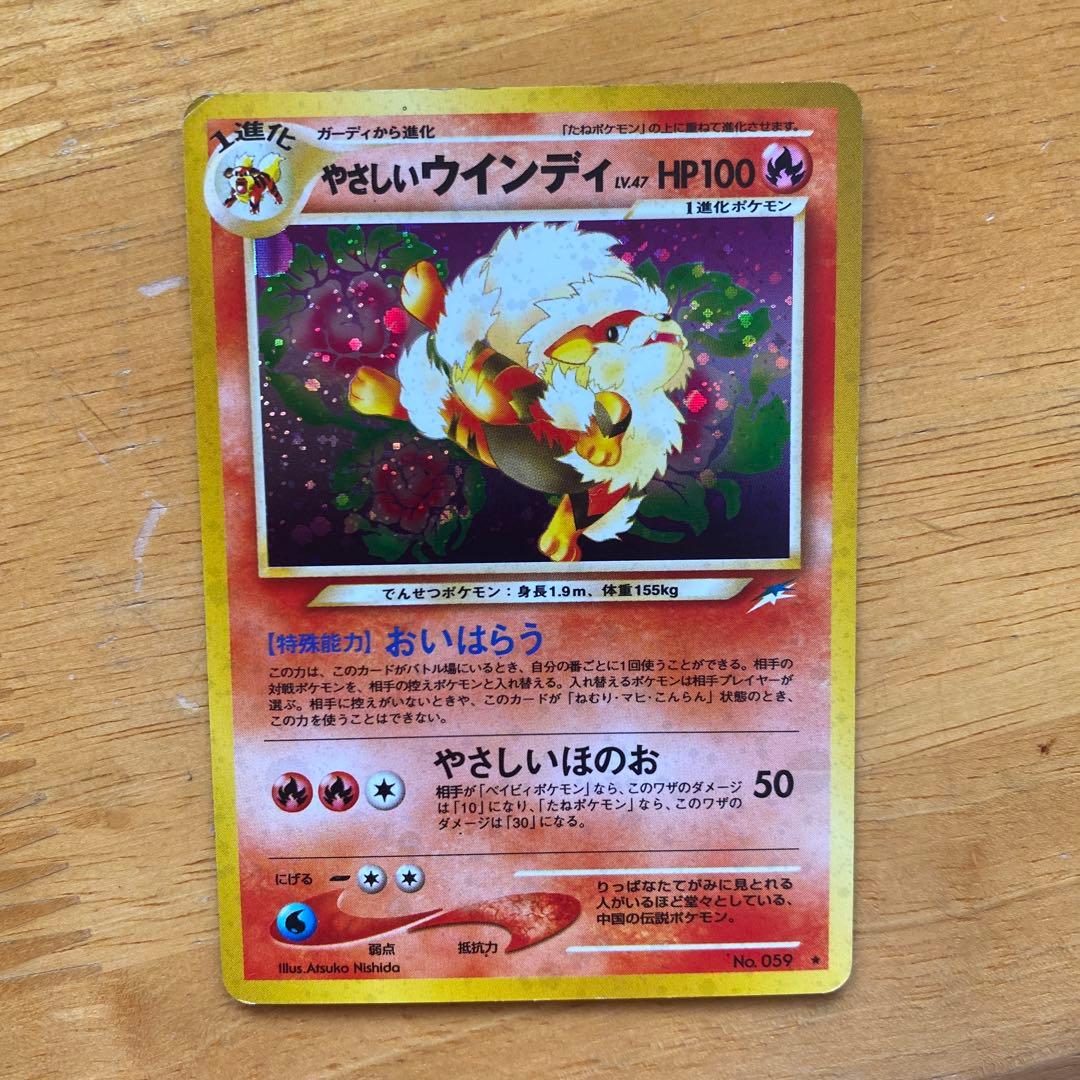 1進化
ガーディから進化
「たねポケモン」の上に重ねて進化させます。
やさしいウインディ LV.47 HP100
1進化ポケモン
でんせつポケモン：身長1.9m、体重155kg
【特殊能力】おいはらう
この力は、このカードがバトル場にいるとき、自分の番ごとに1回使うことができる。相手の
対戦ポケモンを、相手の控えポケモンと入れ替える。入れ替えるポケモンは相手プレイヤーが
選ぶ。相手に控えがいないときや、このカードが「ねむり・マヒ・こんらん」状態のとき、
この力を使うことはできない。
やさしいほのお
50
相手が「ベイビィポケモン」なら、このワザのダメージ
は「10」になり、「たねポケモン」なら、このワザの
ダメージは「30」になる。
にげる
りっぱなたてがみに見とれる
人がいるほど堂々としている、
中国の伝説ポケモン。
弱点
抵抗力
Illus.Atsuko Nishida
No. 059 ★